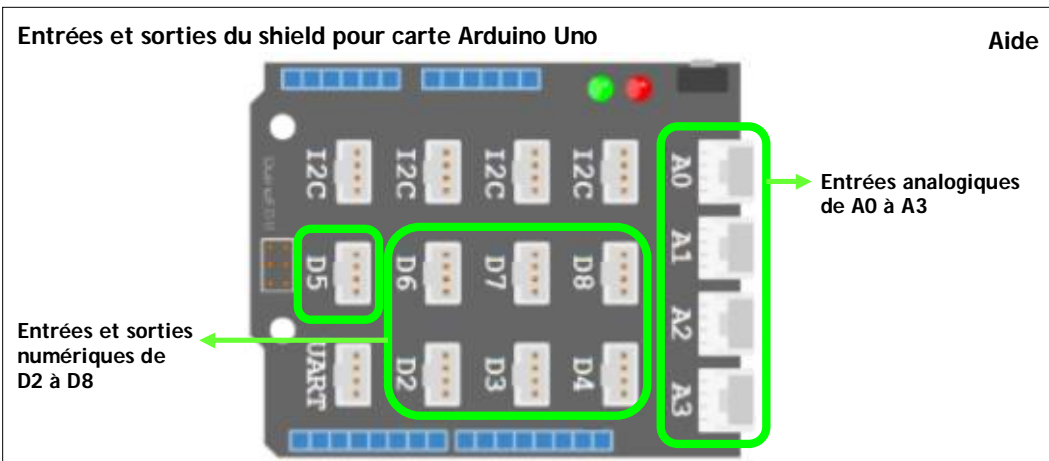 Entrées et sorties du shield pour carte Arduino Uno
Aide
I2C
I2C
I2C
I2C
A0
A1
A2
A3
D5
D6
D7
D8
UART
D2
D3
D4
Entrées analogiques
de A0 à A3
Entrées et sorties
numériques de
D2 à D8